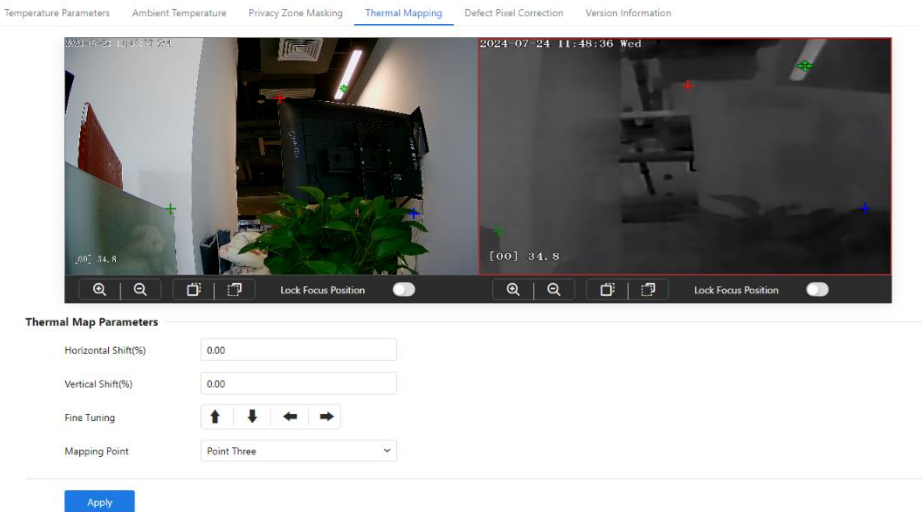 Temperature Parameters Ambient Temperature Privacy Zone Masking Thermal Mapping Defect Pixel Correction Version Information
2024-07-24 11:48:36 Wed
[00] 34.8
[00] 34.8
Lock Focus Position
Lock Focus Position
Thermal Map Parameters
Horizontal Shift(%) 0.00
Vertical Shift(%) 0.00
Fine Tuning
Mapping Point Point Three
Apply